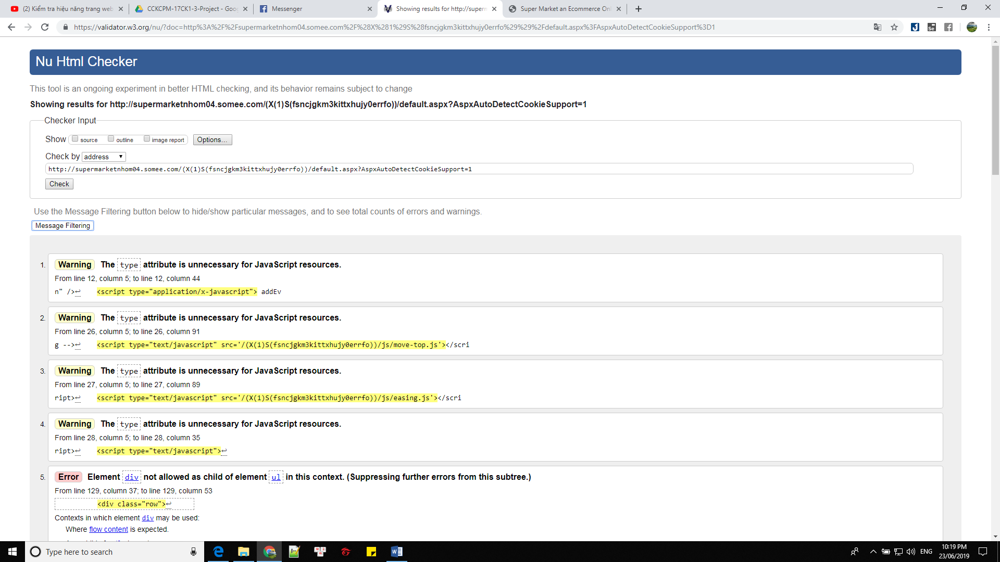 (2) Kiểm tra hiệu năng trang web
CCKCPM-17CK1-3-Project - Goo
Messenger
Showing results for http://superm
Super Market an Ecommerce Onl
https://validator.w3.org/nu/?doc=http%3A%2F%2Fsupermarketnhom04.somee.com%2F%28X%281%29S%28fsncjgkm3kittxhujy0errfo%29%29%2Fdefault.aspx%3FAspxAutoDetectCookieSupport%3D1
Nu Html Checker
This tool is an ongoing experiment in better HTML checking, and its behavior remains subject to change
Showing results for http://supermarketnhom04.somee.com/(X(1)S(fsncjgkm3kittxhujy0errfo))/default.aspx?AspxAutoDetectCookieSupport=1
Checker Input
Show source outline image report Options...
Check by address
http://supermarketnhom04.somee.com/(X(1)S(fsncjgkm3kittxhujy0errfo))/default.aspx?AspxAutoDetectCookieSupport=1
Check
Use the Message Filtering button below to hide/show particular messages, and to see total counts of errors and warnings.
Message Filtering
1. Warning The type attribute is unnecessary for JavaScript resources.
From line 12, column 5; to line 12, column 44
n" />↩ <script type="application/x-javascript"> addEv
2. Warning The type attribute is unnecessary for JavaScript resources.
From line 26, column 5; to line 26, column 91
g -->↩ <script type="text/javascript" src='/(X(1)S(fsncjgkm3kittxhujy0errfo))/js/move-top.js'></scri
3. Warning The type attribute is unnecessary for JavaScript resources.
From line 27, column 5; to line 27, column 89
ript>↩ <script type="text/javascript" src='/(X(1)S(fsncjgkm3kittxhujy0errfo))/js/easing.js'></scri
4. Warning The type attribute is unnecessary for JavaScript resources.
From line 28, column 5; to line 28, column 35
ript>↩ <script type="text/javascript">↩
5. Error Element div not allowed as child of element ul in this context. (Suppressing further errors from this subtree.)
From line 129, column 37; to line 129, column 53
<div class="row">↩
Contexts in which element div may be used:
Where flow content is expected.
Type here to search
ENG
10:19 PM
23/06/2019